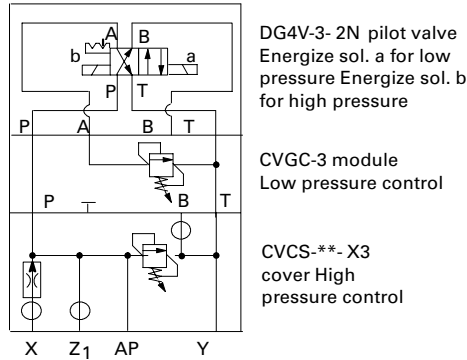 A B
b a
P T
P A B T
P B T
X Z1 AP Y
DG4V-3- 2N pilot valve
Energize sol. a for low
pressure Energize sol. b
for high pressure
CVGC-3 module
Low pressure control
CVCS-**- X3
cover High
pressure control